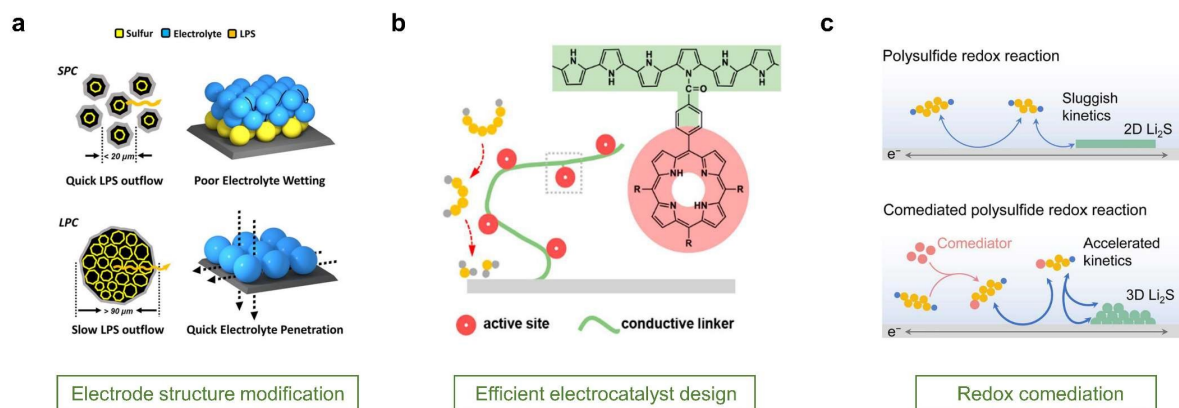 a
Sulfur Electrolyte LPS
SPC
< 20 μm
Quick LPS outflow
Poor Electrolyte Wetting
LPC
> 90 μm
Slow LPS outflow
Quick Electrolyte Penetration
Electrode structure modification
b
H
N
H
N
H
N
H
N
H
N
N
N
H
N
H
C=O
NH
N
R
R
N
HN
R
active site
conductive linker
Efficient electrocatalyst design
c
Polysulfide redox reaction
Sluggish
kinetics
2D Li₂S
e⁻
Comediated polysulfide redox reaction
Comediator
Accelerated
kinetics
3D Li₂S
e⁻
Redox comediation